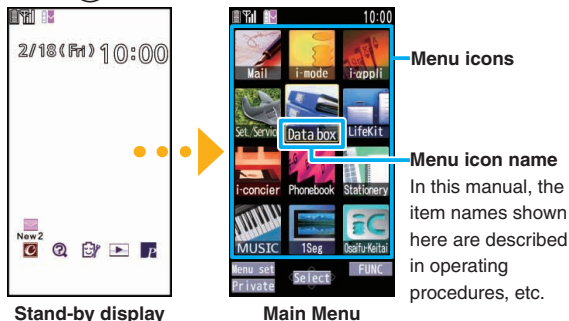 10:00
2/18(Fri) 10:00
Mail i-mode i-αppli
Menu icons
Set./Service Data box LifeKit
Menu icon name
In this manual, the
item names shown
here are described
in operating
procedures, etc.
i-concier Phonebook Stationery
MUSIC 1Seg Osaifu-Keitai
New2
Menu set Select FUNC
Private
Stand-by display
Main Menu